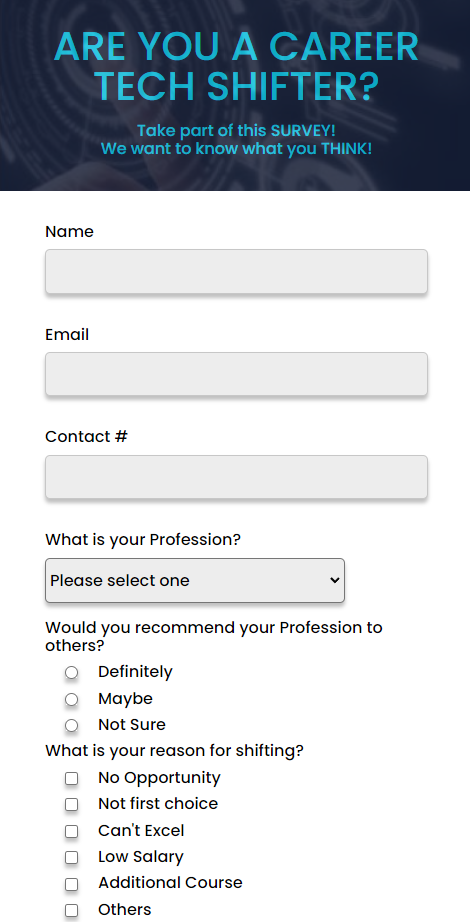 ARE YOU A CAREER
TECH SHIFTER?
Take part of this SURVEY!
We want to know what you THINK!
Name
Email
Contact #
What is your Profession?
Please select one
Would you recommend your Profession to
others?
Definitely
Maybe
Not Sure
What is your reason for shifting?
No Opportunity
Not first choice
Can't Excel
Low Salary
Additional Course
Others